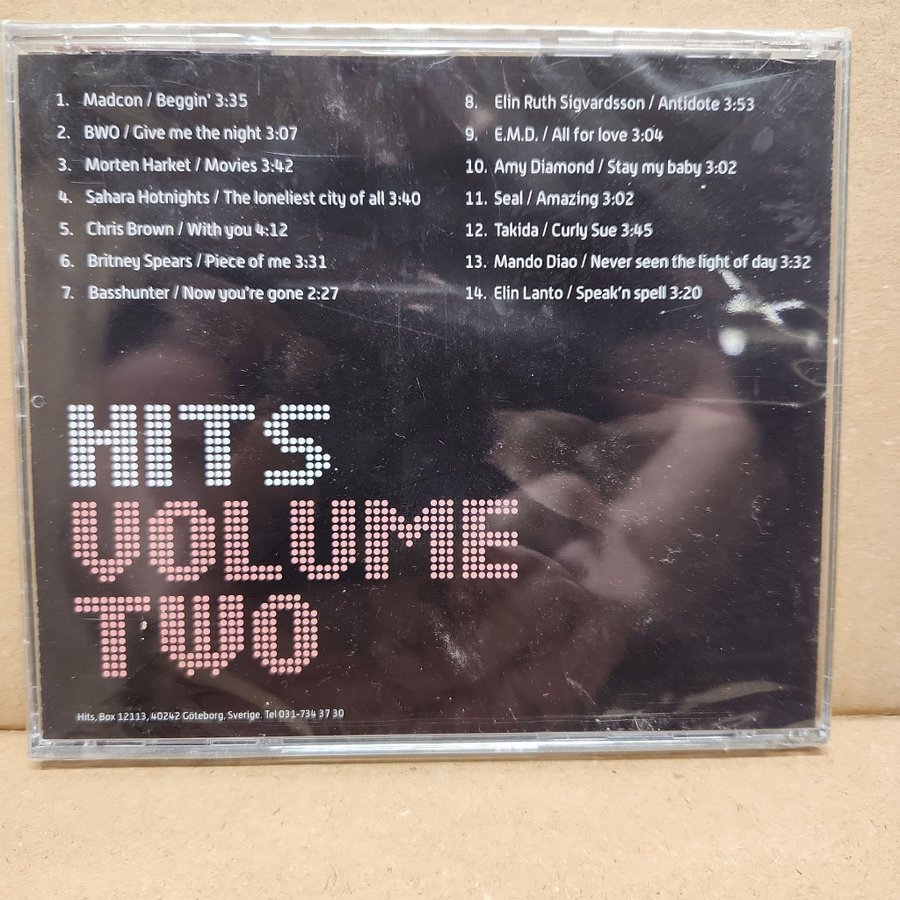 1. Madcon / Beggin' 3:35
2. BWO / Give me the night 3:07
3. Morten Harket / Movies 3:42
4. Sahara Hotnights / The loneliest city of all 3:40
5. Chris Brown / With you 4:12
6. Britney Spears / Piece of me 3:31
7. Basshunter / Now you're gone 2:27
8. Elin Ruth Sigvardsson / Antidote 3:53
9. E.M.D. / All for love 3:04
10. Amy Diamond / Stay my baby 3:02
11. Seal / Amazing 3:02
12. Takida / Curly Sue 3:45
13. Mando Diao / Never seen the light of day 3:32
14. Elin Lanto / Speak'n spell 3:20
HITS
VOLUME
TWO
Hits, Box 12113, 40242 Göteborg, Sverige. Tel 031-734 37 30